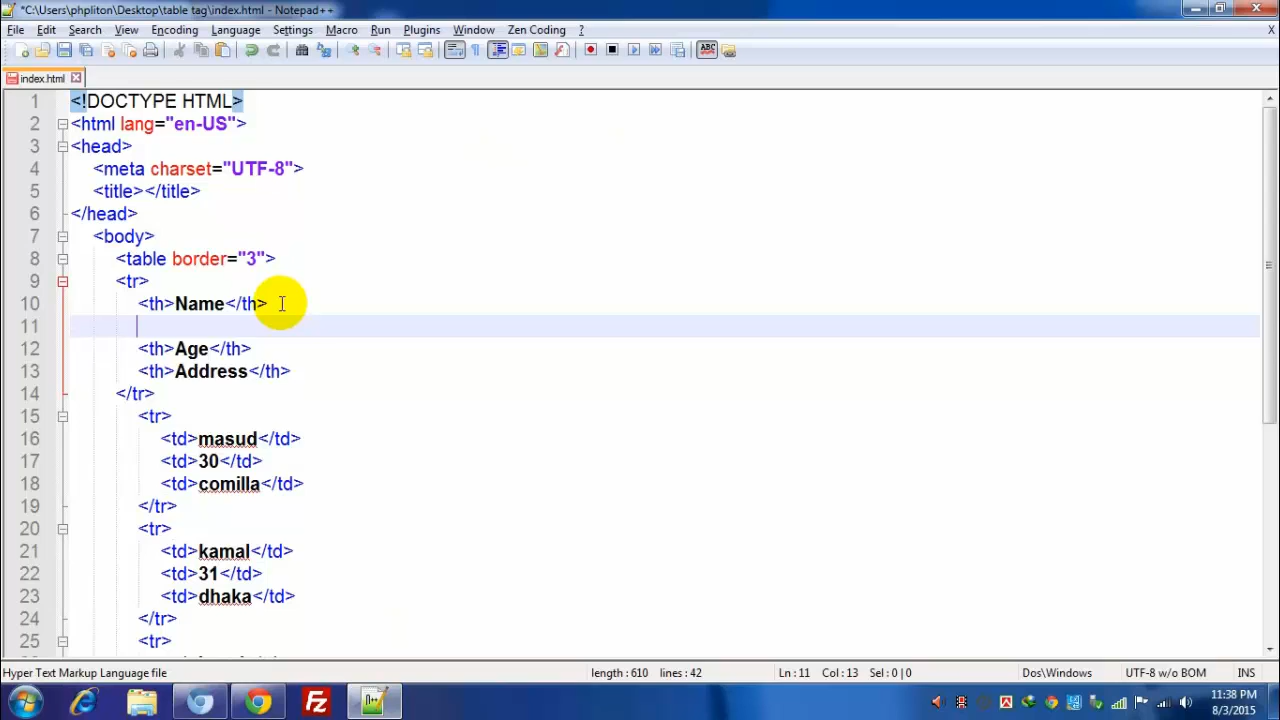 *C:\Users\phpliton\Desktop\table tag\index.html - Notepad++
File Edit Search View Encoding Language Settings Macro Run Plugins Window Zen Coding ? X
index.html
1 <!DOCTYPE HTML>
2 <html lang="en-US">
3 <head>
4 <meta charset="UTF-8">
5 <title></title>
6 </head>
7 <body>
8 <table border="3">
9 <tr>
10 <th>Name</th>
11
12 <th>Age</th>
13 <th>Address</th>
14 </tr>
15 <tr>
16 <td>masud</td>
17 <td>30</td>
18 <td>comilla</td>
19 </tr>
20 <tr>
21 <td>kamal</td>
22 <td>31</td>
23 <td>dhaka</td>
24 </tr>
25 <tr>
Hyper Text Markup Language file length : 610 lines : 42 Ln : 11 Col : 13 Sel : 0 | 0 Dos\Windows UTF-8 w/o BOM INS
11:38 PM
8/3/2015